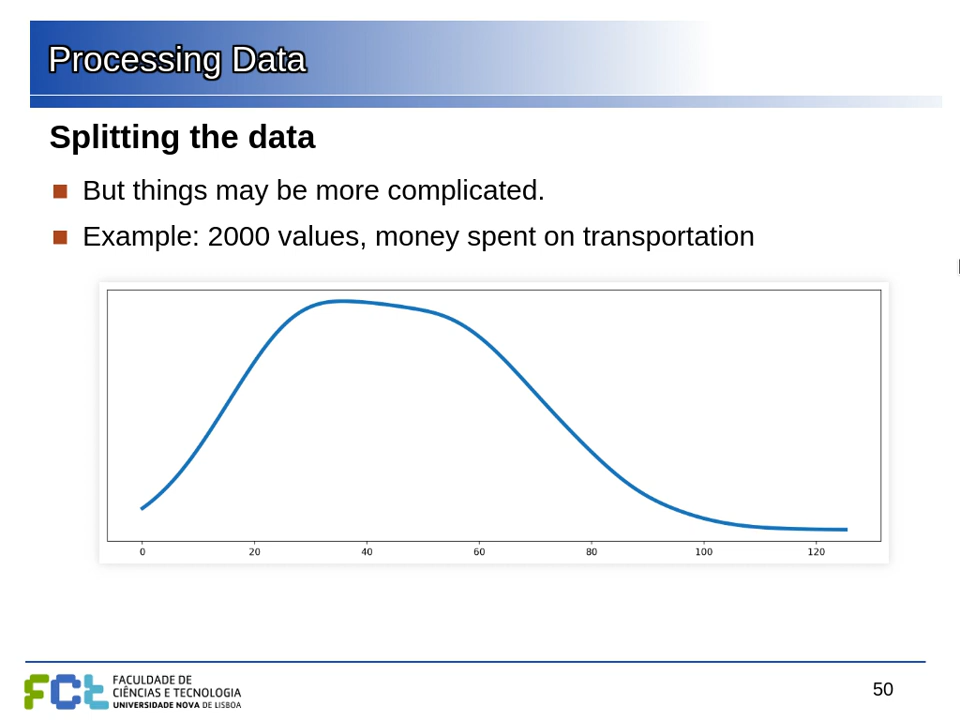 Processing Data
Splitting the data
But things may be more complicated.
Example: 2000 values, money spent on transportation
0 20 40 60 80 100 120
FCT FACULDADE DE
CIÊNCIAS E TECNOLOGIA
UNIVERSIDADE NOVA DE LISBOA
50